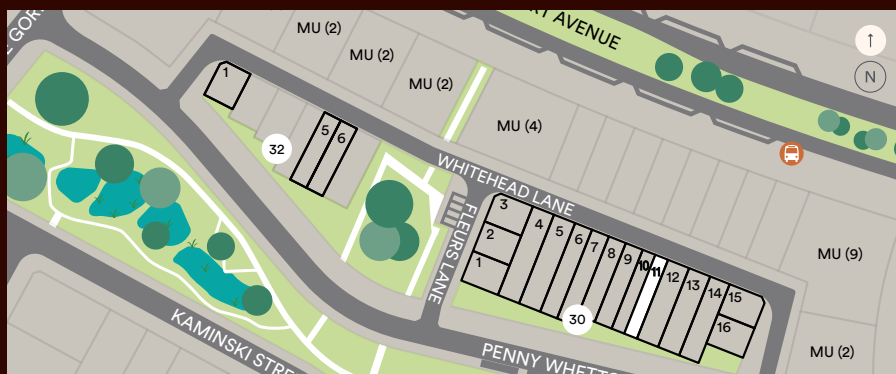 E GOR
RT AVENUE
↑
N
MU (2)
MU (2)
MU (2)
MU (4)
MU (9)
MU (2)
1
5
6
32
WHITEHEAD LANE
FLEURS LANE
3
2
1
4
5
6
7
8
9
10
11
12
13
14
15
16
30
KAMINSKI STRE
PENNY WHETTO